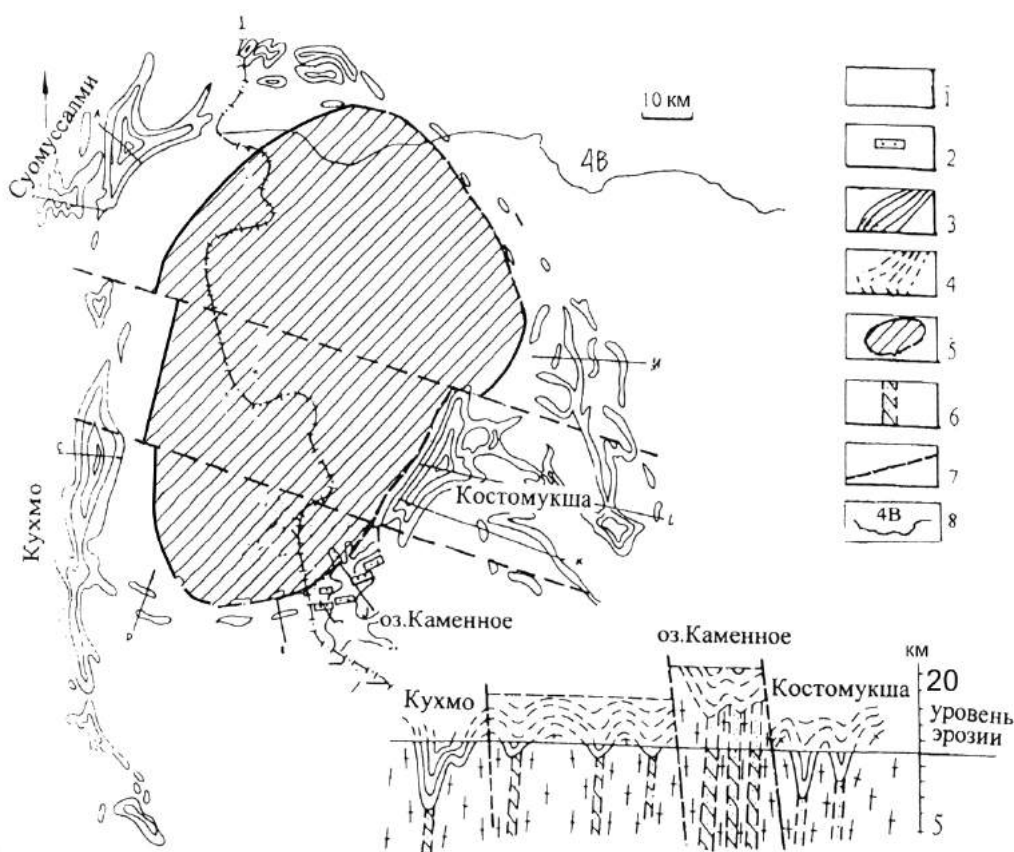 Суомуссалми
10 км
4В
Кухмо
Костомукша
оз.Каменное
1
2
3
4
5
6
7
4В
8
оз.Каменное
Кухмо
Костомукша
км
20
уровень
эрозии
5